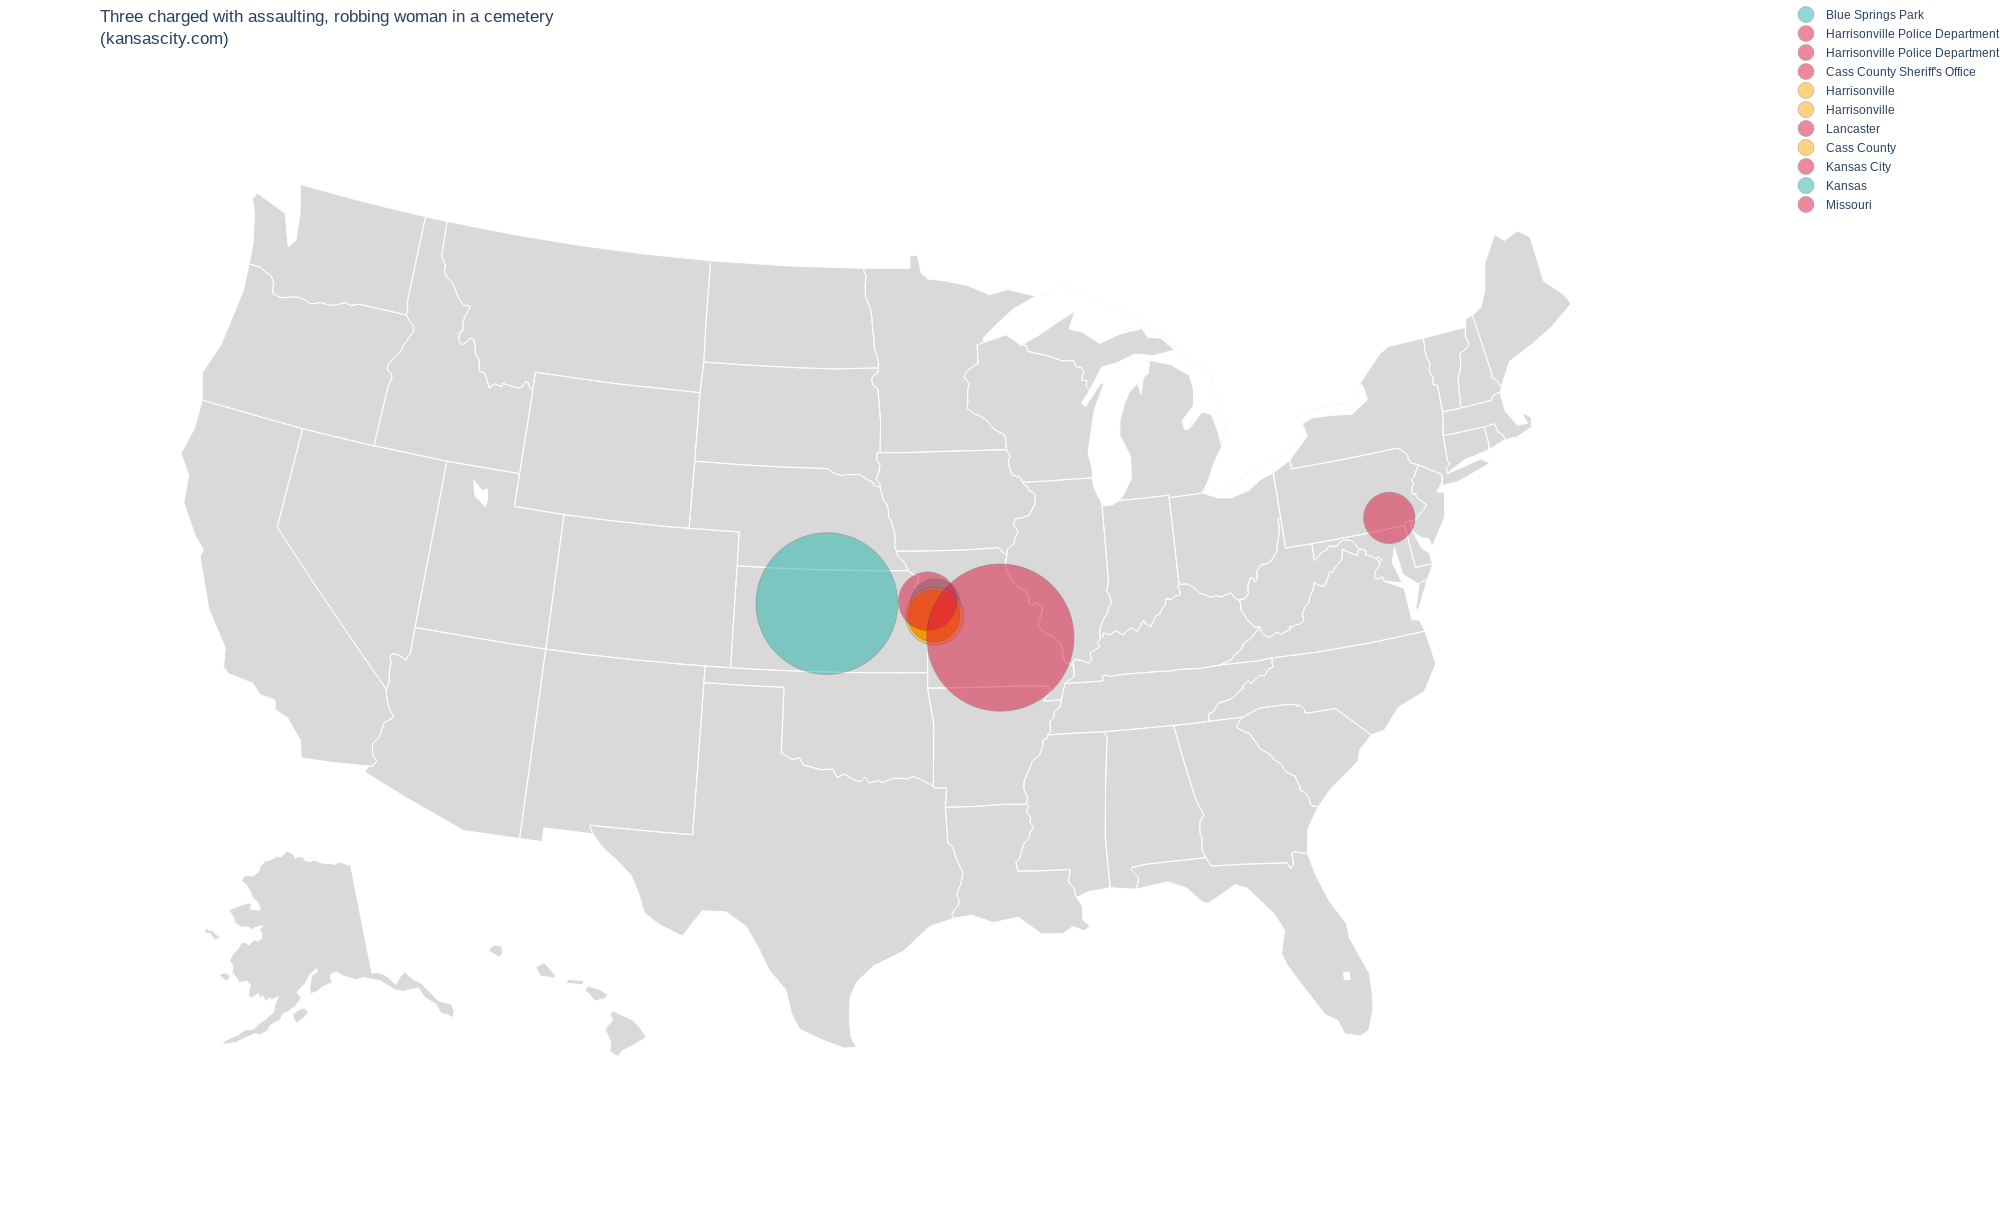 Three charged with assaulting, robbing woman in a cemetery
(kansascity.com)
Blue Springs Park
Harrisonville Police Department
Harrisonville Police Department
Cass County Sheriff's Office
Harrisonville
Harrisonville
Lancaster
Cass County
Kansas City
Kansas
Missouri